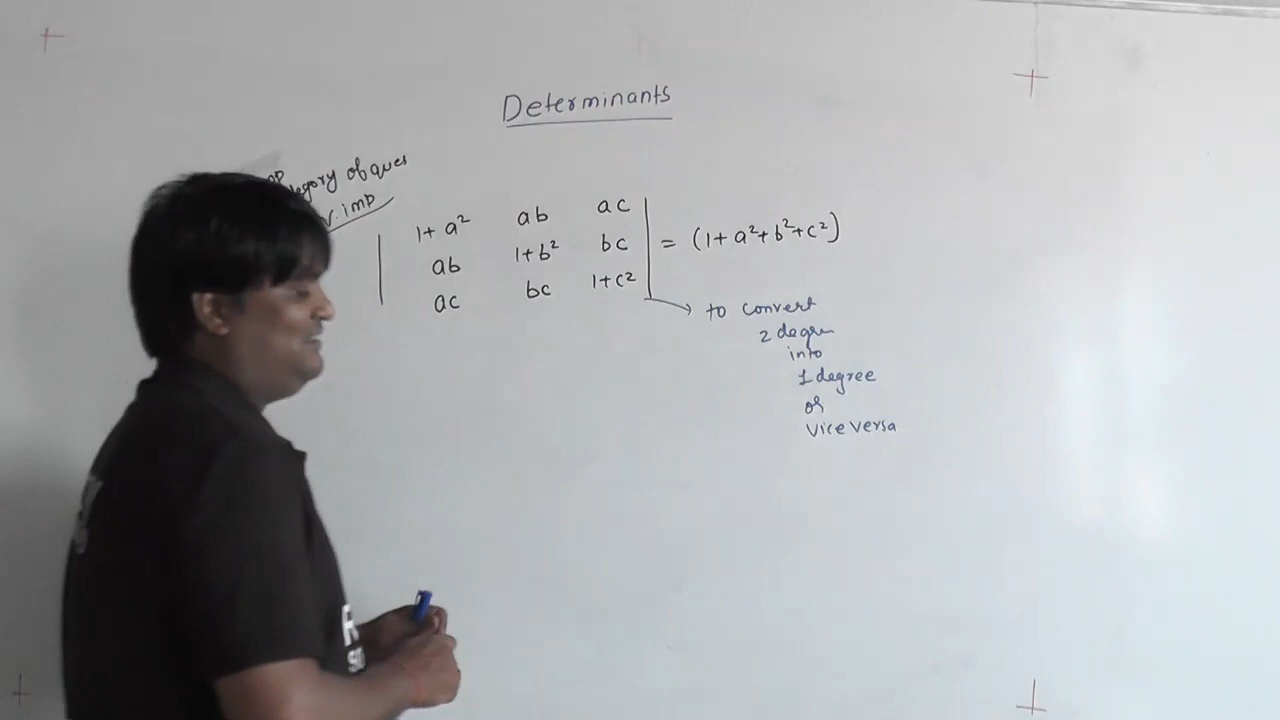 Determinants
of ques
v. imp
1+a² ab ac
ab 1+b² bc = (1+a²+b²+c²)
ac bc 1+c²
to convert
2 degree
into
1 degree
or
vice versa